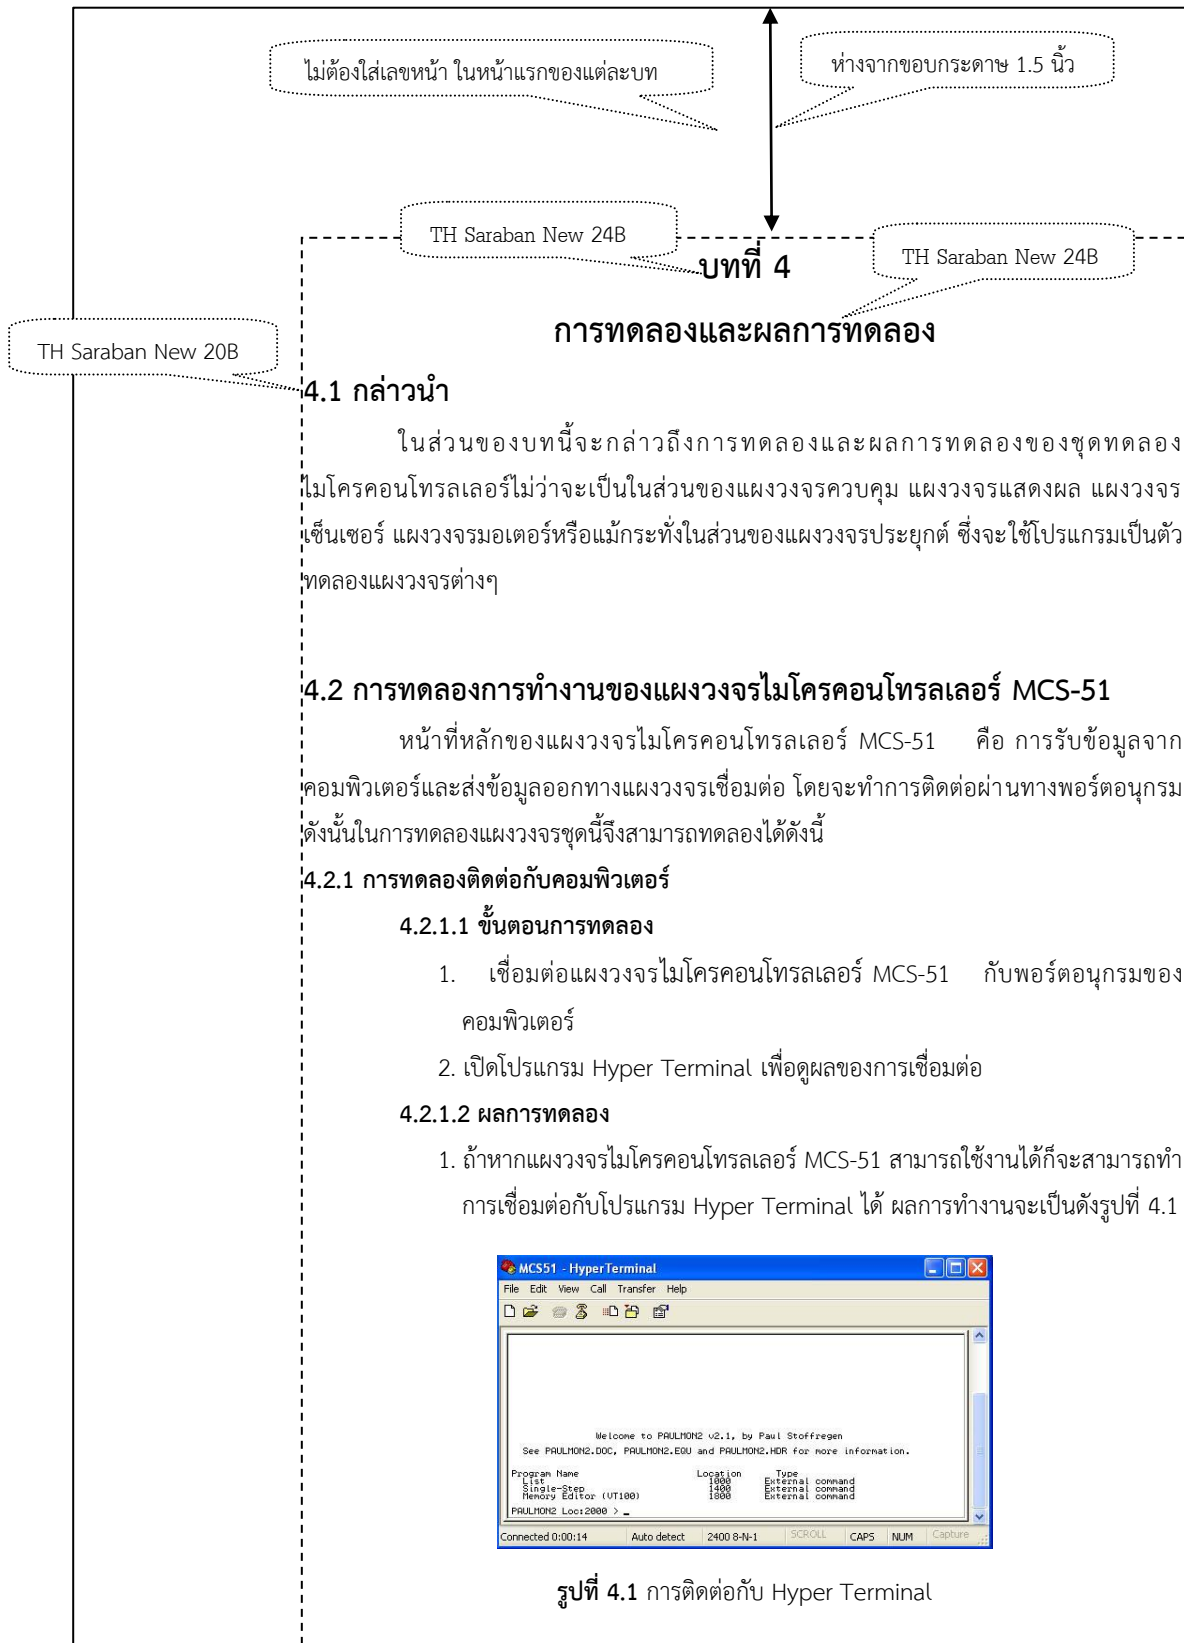 ไม่ต้องใส่เลขหน้า ในหน้าแรกของแต่ละบท
ห่างจากขอบกระดาษ 1.5 นิ้ว
TH Saraban New 24B
บทที่ 4
TH Saraban New 24B
การทดลองและผลการทดลอง
TH Saraban New 20B
4.1 กล่าวนำ
ในส่วนของบทนี้จะกล่าวถึงการทดลองและผลการทดลองของชุดทดลอง
ไมโครคอนโทรลเลอร์ไม่ว่าจะเป็นในส่วนของแผงวงจรควบคุม แผงวงจรแสดงผล แผงวงจร
เซ็นเซอร์ แผงวงจรมอเตอร์หรือแม้กระทั่งในส่วนของแผงวงจรประยุกต์ ซึ่งจะใช้โปรแกรมเป็นตัว
ทดลองแผงวงจรต่างๆ
4.2 การทดลองการทำงานของแผงวงจรไมโครคอนโทรลเลอร์ MCS-51
หน้าที่หลักของแผงวงจรไมโครคอนโทรลเลอร์ MCS-51 คือ การรับข้อมูลจาก
คอมพิวเตอร์และส่งข้อมูลออกทางแผงวงจรเชื่อมต่อ โดยจะทำการติดต่อผ่านทางพอร์ตอนุกรม
ดังนั้นในการทดลองแผงวงจรชุดนี้จึงสามารถทดลองได้ดังนี้
4.2.1 การทดลองติดต่อกับคอมพิวเตอร์
4.2.1.1 ขั้นตอนการทดลอง
1. เชื่อมต่อแผงวงจรไมโครคอนโทรลเลอร์ MCS-51 กับพอร์ตอนุกรมของ
คอมพิวเตอร์
2. เปิดโปรแกรม Hyper Terminal เพื่อดูผลของการเชื่อมต่อ
4.2.1.2 ผลการทดลอง
1. ถ้าหากแผงวงจรไมโครคอนโทรลเลอร์ MCS-51 สามารถใช้งานได้ก็จะสามารถทำ
การเชื่อมต่อกับโปรแกรม Hyper Terminal ได้ ผลการทำงานจะเป็นดังรูปที่ 4.1
MCS51 - HyperTerminal
File Edit View Call Transfer Help
Welcome to PAULMON2 v2.1, by Paul Stoffregen
See PAULMON2.DOC, PAULMON2.EQU and PAULMON2.HDR for more information.
Program Name Location Type
List 1000 External command
Single-Step 1400 External command
Memory Editor (VT100) 1800 External command
PAULMON2 Loc:2000 > _
Connected 0:00:14 Auto detect 2400 8-N-1 SCROLL CAPS NUM Capture
รูปที่ 4.1 การติดต่อกับ Hyper Terminal